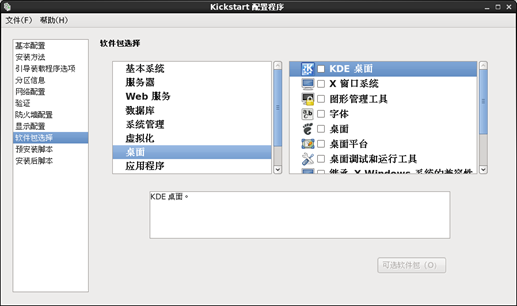 Kickstart 配置程序
文件(F) 帮助(H)
基本配置
安装方法
引导装载程序选项
分区信息
网络配置
验证
防火墙配置
显示配置
软件包选择
预安装脚本
安装后脚本
软件包选择
基本系统
服务器
Web 服务
数据库
系统管理
虚拟化
桌面
应用程序
KDE 桌面
X 窗口系统
图形管理工具
字体
桌面
桌面平台
桌面调试和运行工具
继承 X Windows 系统的兼容性
KDE 桌面。
可选软件包（O）